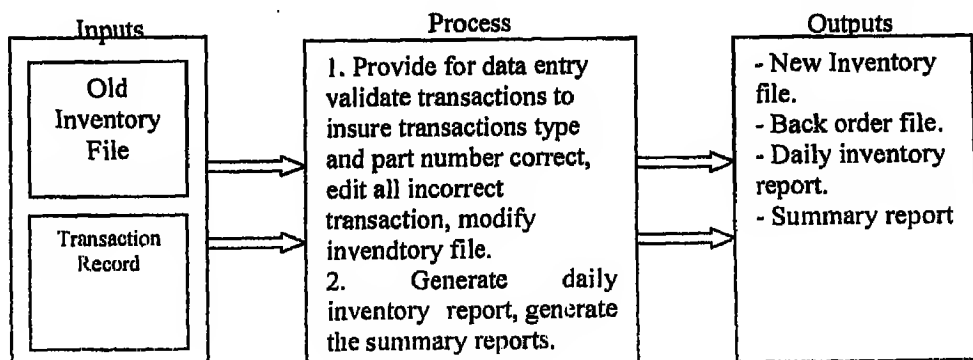 Inputs
Old
Inventory
File
Transaction
Record
Process
1. Provide for data entry
validate transactions to
insure transactions type
and part number correct,
edit all incorrect
transaction, modify
invendtory file.
2. Generate daily
inventory report, generate
the summary reports.
Outputs
- New Inventory
file.
- Back order file.
- Daily inventory
report.
- Summary report